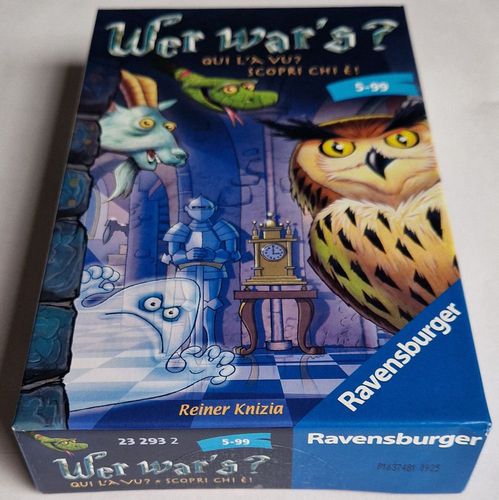 Wer war's?
QUI L'A VU?
SCOPRI CHI È!
5-99
Ravensburger
Reiner Knizia
23 293 2
5-99
Wer war's?
QUI L'A VU? • SCOPRI CHI È!
Ravensburger